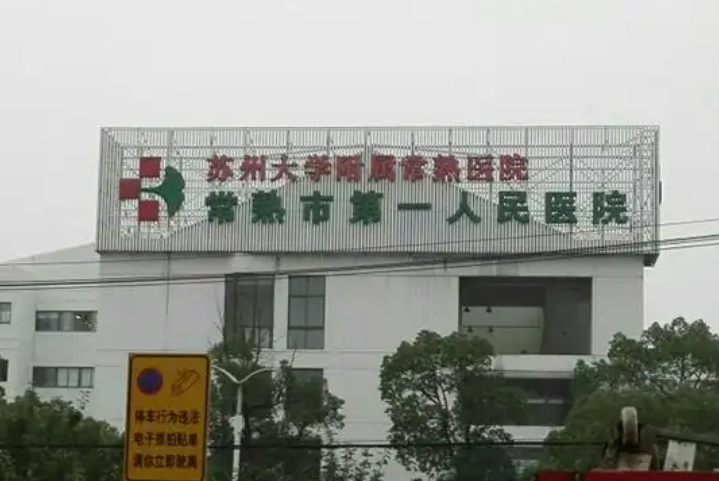 苏州大学附属常熟医院
常熟市第一人民医院
停车行为违法
电子抓拍贴单
请你立即驶离